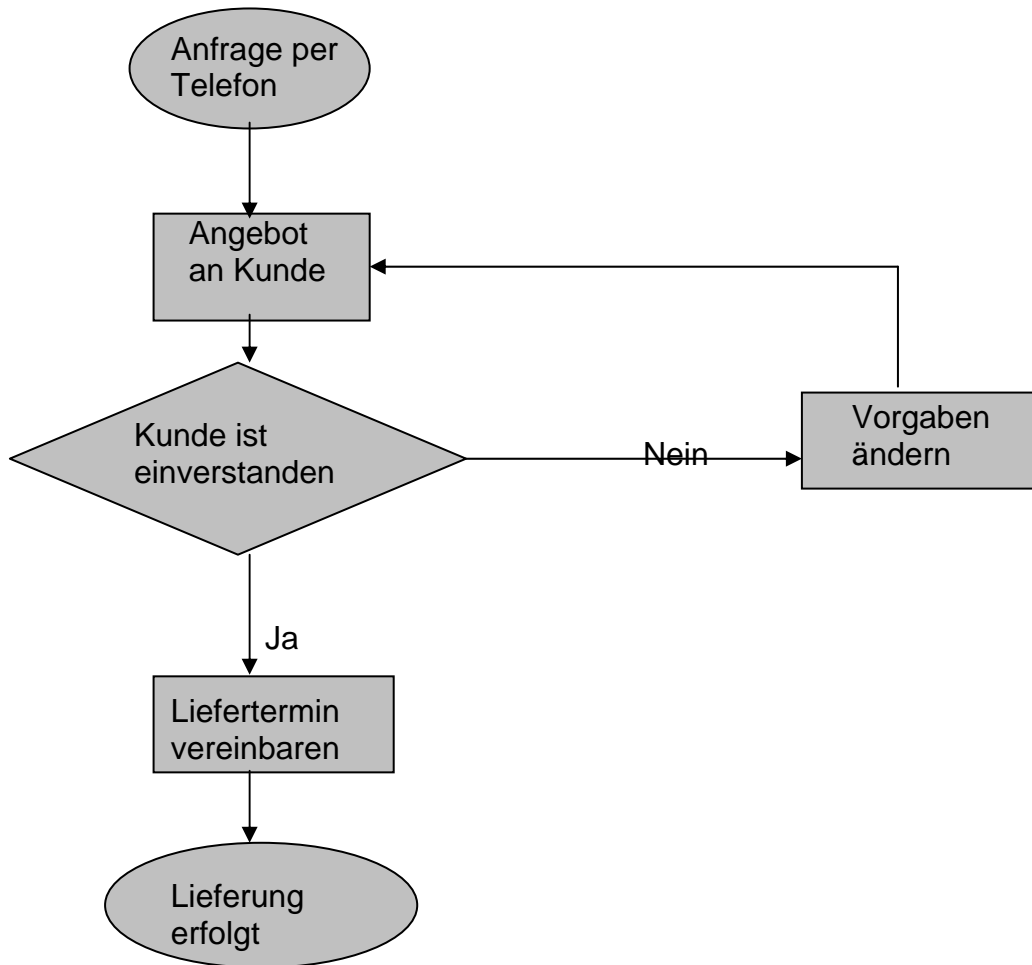 Anfrage per
Telefon
Angebot
an Kunde
Kunde ist
einverstanden
Nein
Vorgaben
ändern
Ja
Liefertermin
vereinbaren
Lieferung
erfolgt